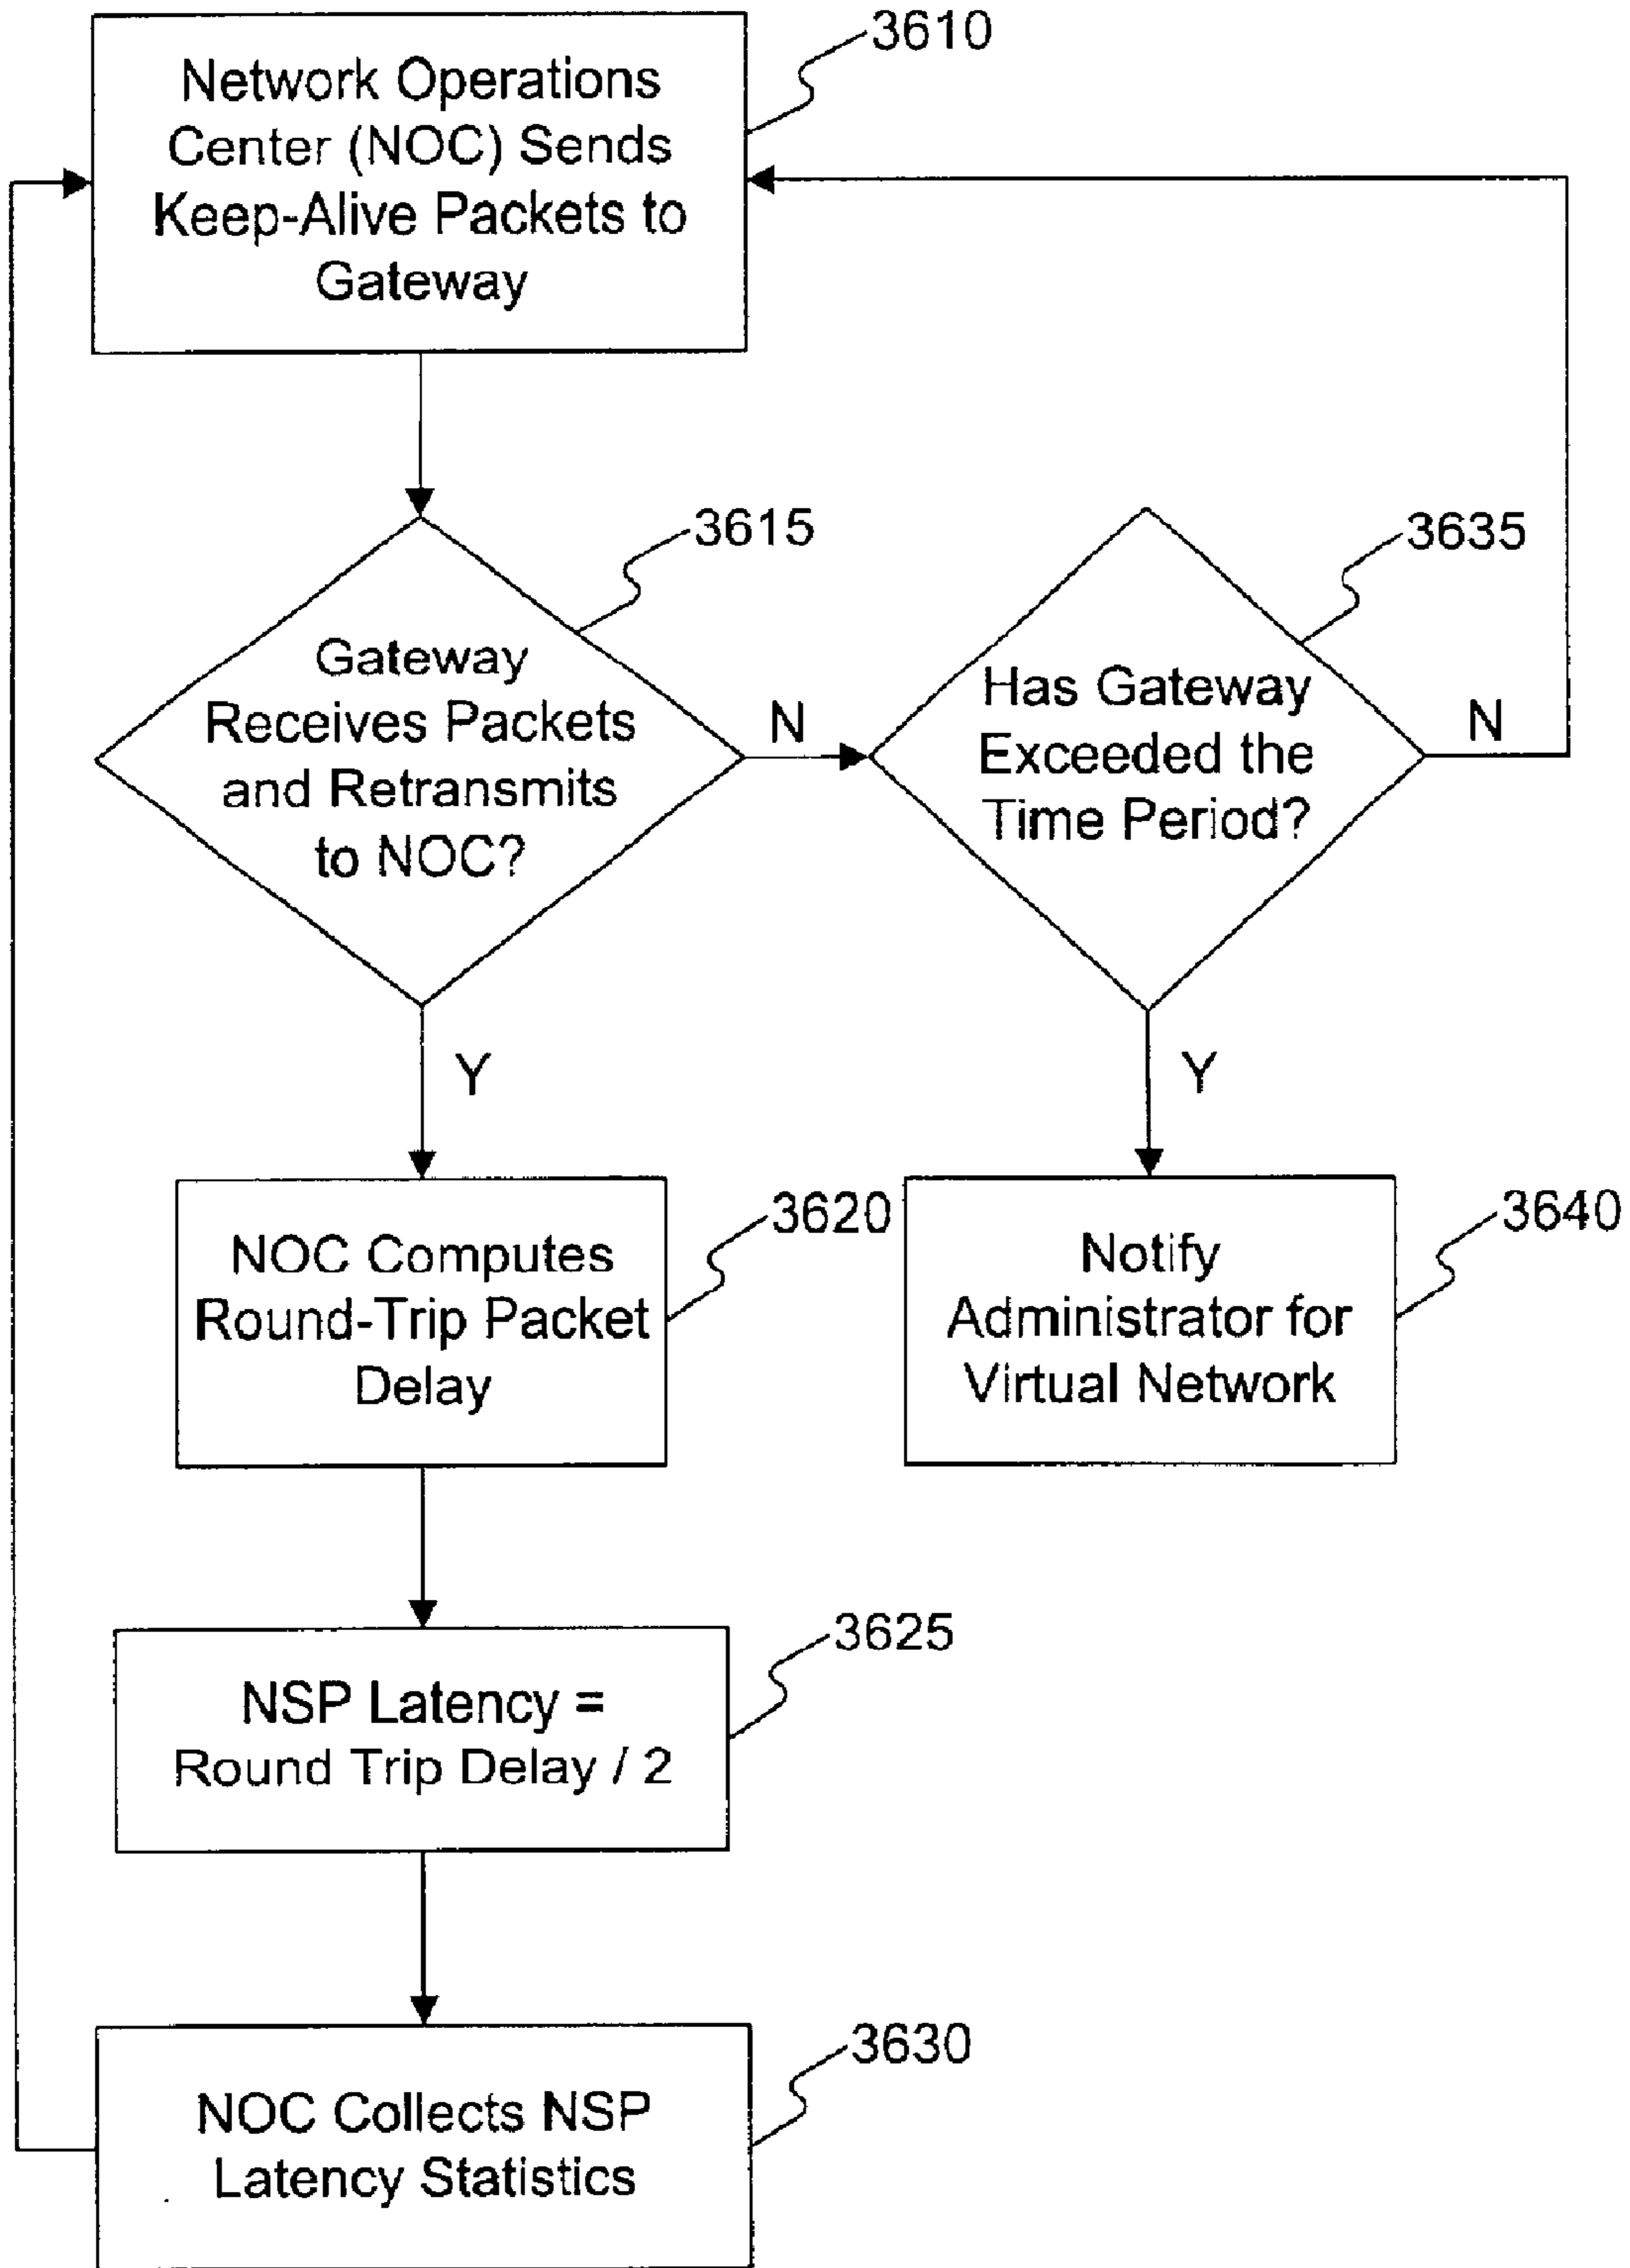 3610
Network Operations
Center (NOC) Sends
Keep-Alive Packets to
Gateway
3615
Gateway
Receives Packets
and Retransmits
to NOC?
N
3635
Has Gateway
Exceeded the
Time Period?
N
Y
Y
3620
NOC Computes
Round-Trip Packet
Delay
3640
Notify
Administrator for
Virtual Network
3625
NSP Latency =
Round Trip Delay / 2
3630
NOC Collects NSP
Latency Statistics